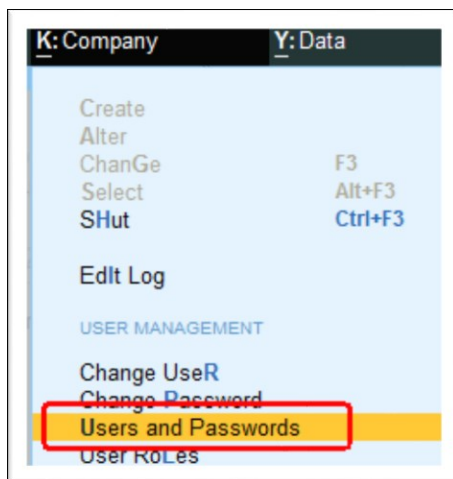 K: Company Y: Data
Create
Alter
ChanGe F3
Select Alt+F3
SHut Ctrl+F3
EdIt Log
USER MANAGEMENT
Change UseR
Change Password
Users and Passwords
User RoLes